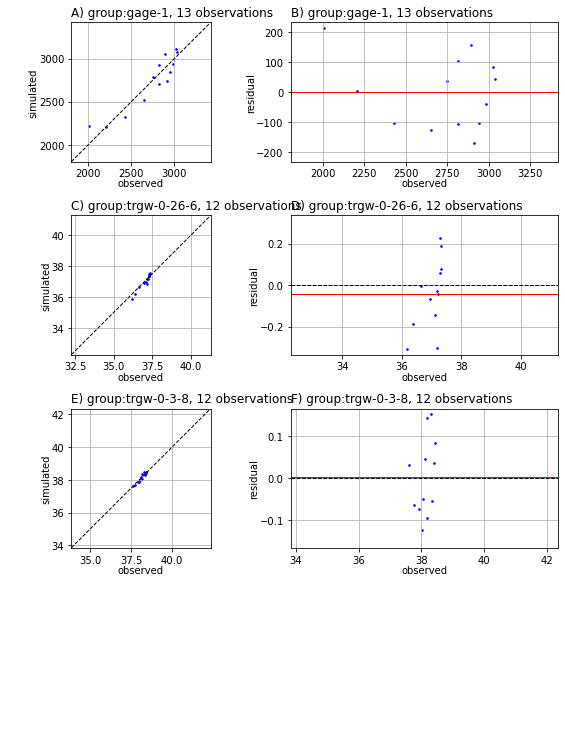 A) group:gage-1, 13 observations
simulated
3000
2500
2000
2000 2500 3000
observed
B) group:gage-1, 13 observations
residual
200
100
0
−100
−200
2000 2250 2500 2750 3000 3250
observed
C) group:trgw-0-26-6, 12 observations
simulated
40
38
36
34
32.5 35.0 37.5 40.0
observed
D) group:trgw-0-26-6, 12 observations
residual
0.2
0.0
−0.2
34 36 38 40
observed
E) group:trgw-0-3-8, 12 observations
simulated
42
40
38
36
34
35.0 37.5 40.0
observed
F) group:trgw-0-3-8, 12 observations
residual
0.1
0.0
−0.1
34 36 38 40 42
observed